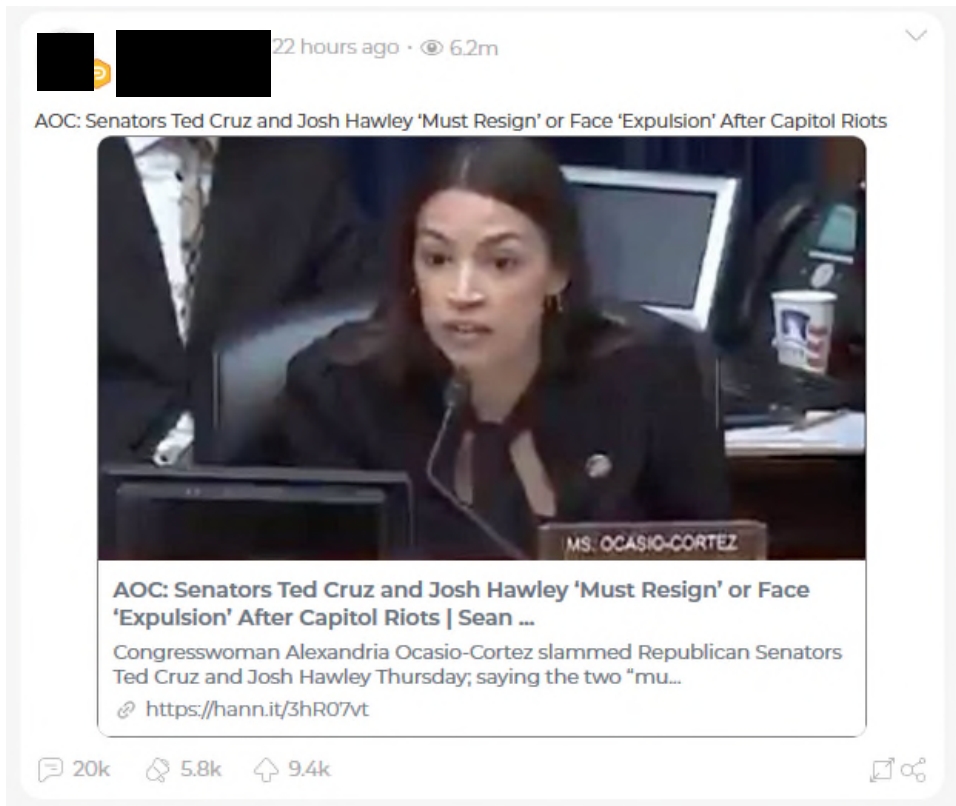 22 hours ago · 6.2m
AOC: Senators Ted Cruz and Josh Hawley ‘Must Resign’ or Face ‘Expulsion’ After Capitol Riots
MS. OCASIO-CORTEZ
AOC: Senators Ted Cruz and Josh Hawley ‘Must Resign’ or Face
‘Expulsion’ After Capitol Riots | Sean ...
Congresswoman Alexandria Ocasio-Cortez slammed Republican Senators
Ted Cruz and Josh Hawley Thursday; saying the two “mu...
https://hann.it/3hR07vt
20k 5.8k 9.4k